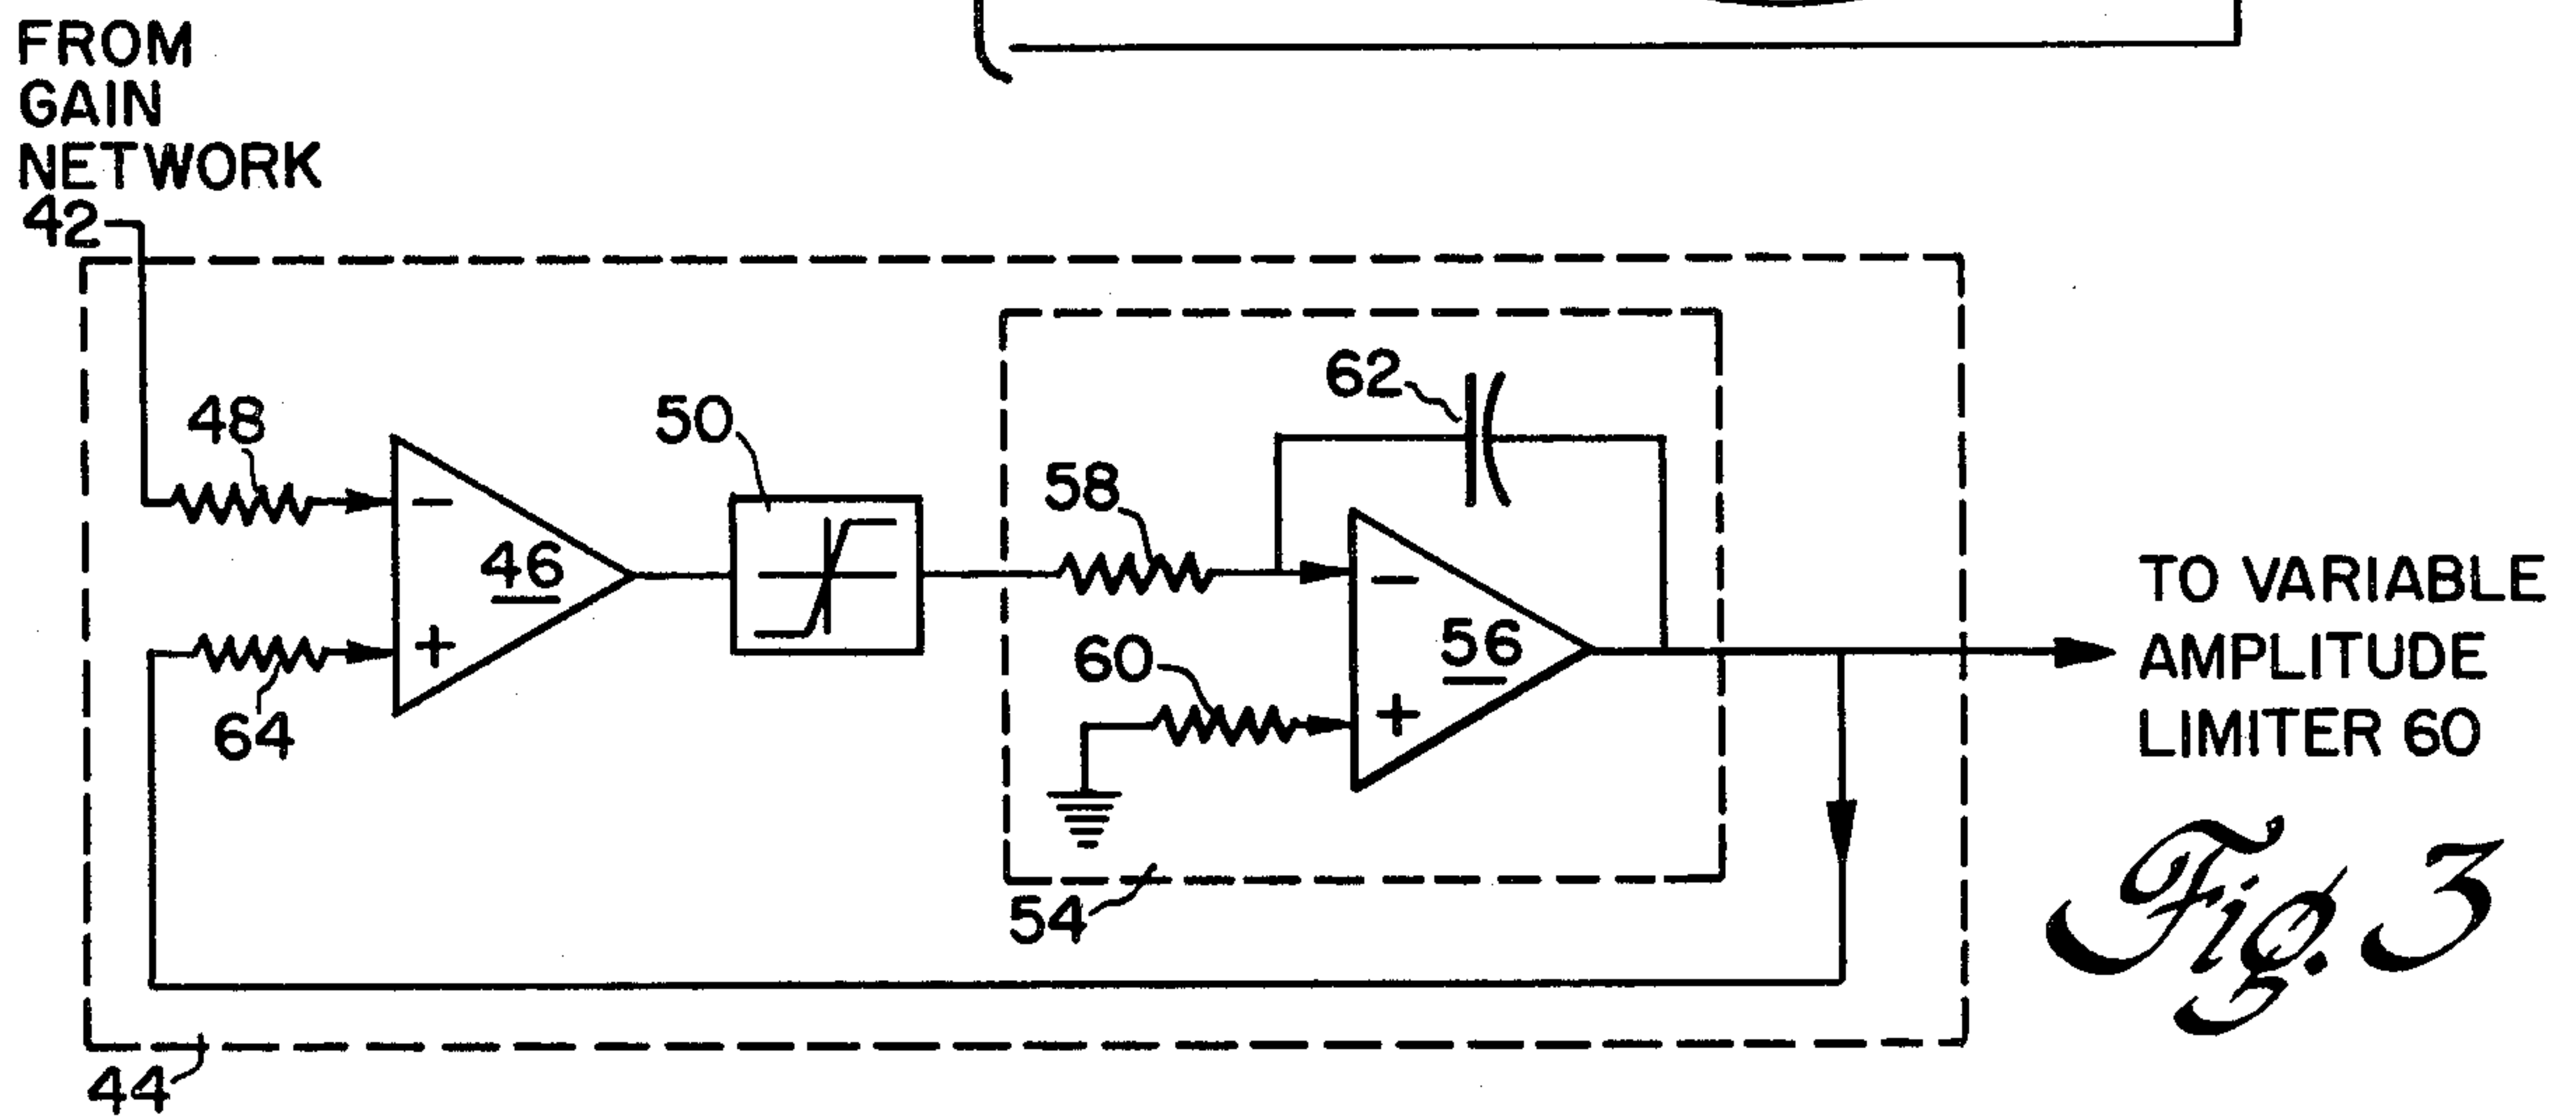 FROM
GAIN
NETWORK
42
48
46
64
50
58
62
60
56
54
44
TO VARIABLE
AMPLITUDE
LIMITER 60
Fig. 3
−
+
−
+